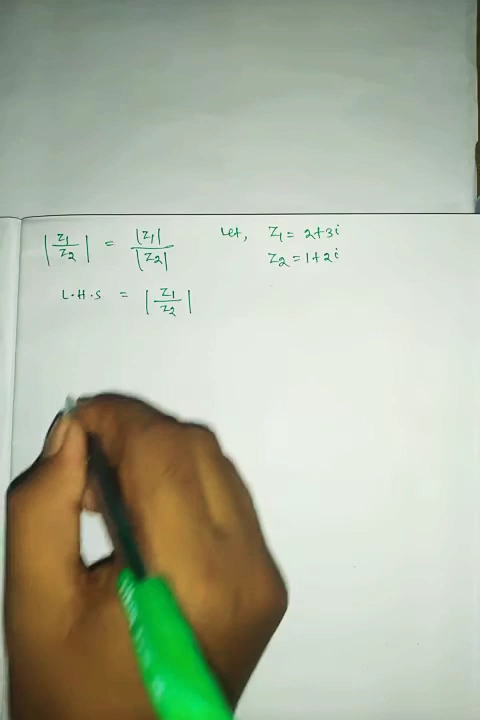 |z₁/z₂| = |z₁|/|z₂| Let, z₁ = 2+3i
z₂ = 1+2i
L.H.S = |z₁/z₂|